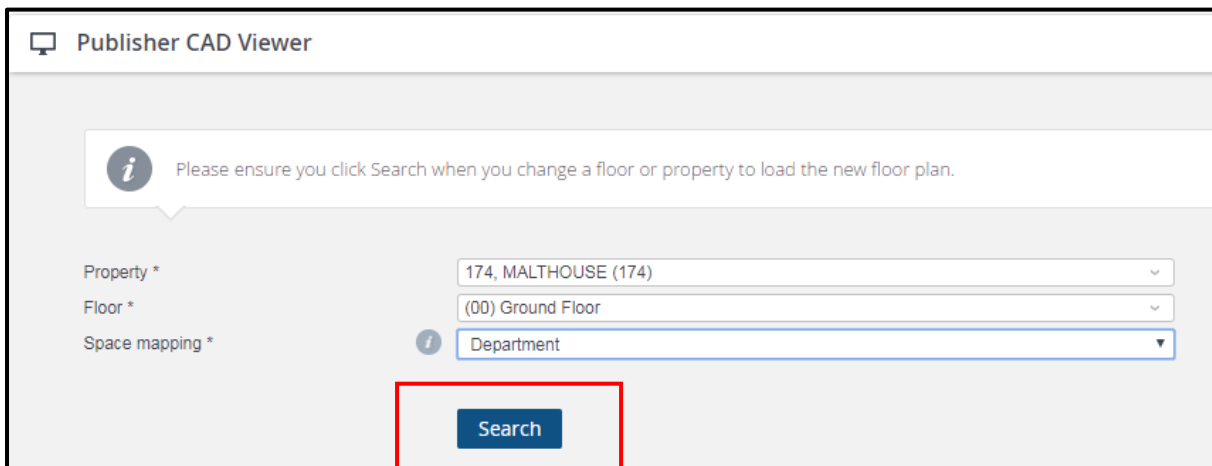 Publisher CAD Viewer
Please ensure you click Search when you change a floor or property to load the new floor plan.
Property * 174, MALTHOUSE (174)
Floor * (00) Ground Floor
Space mapping * Department
Search